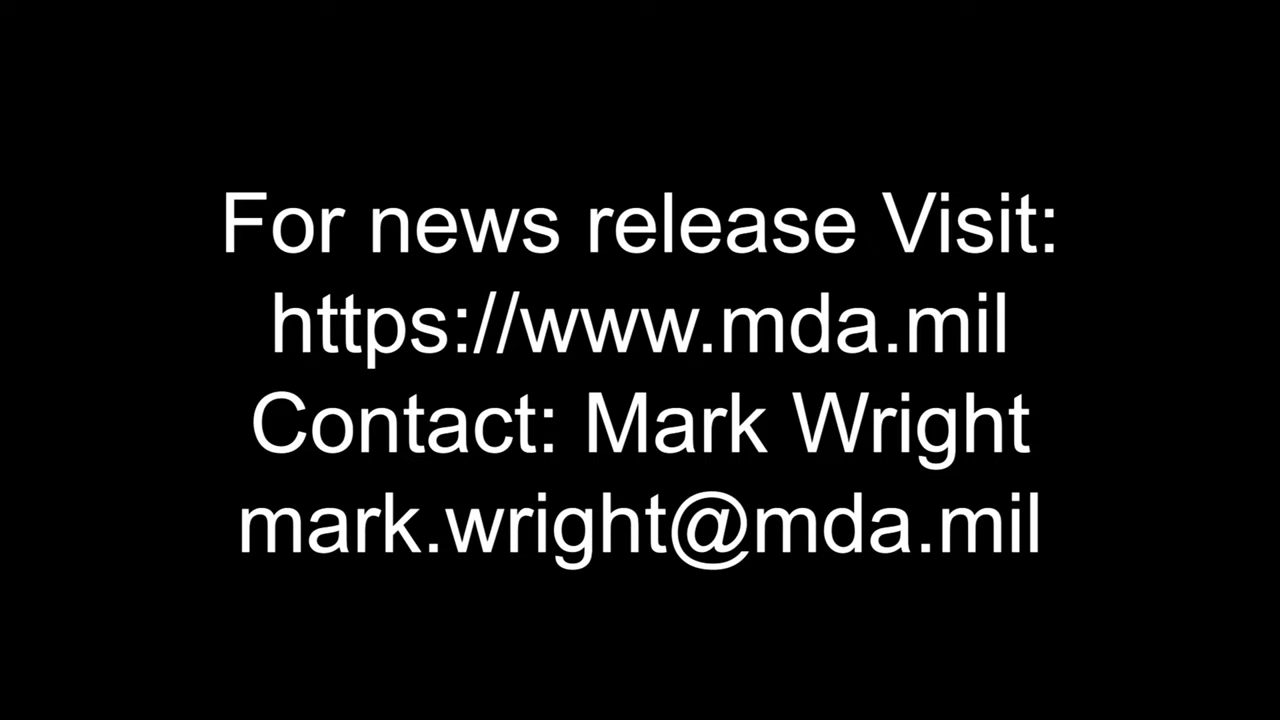 For news release Visit:
https://www.mda.mil
Contact: Mark Wright
mark.wright@mda.mil